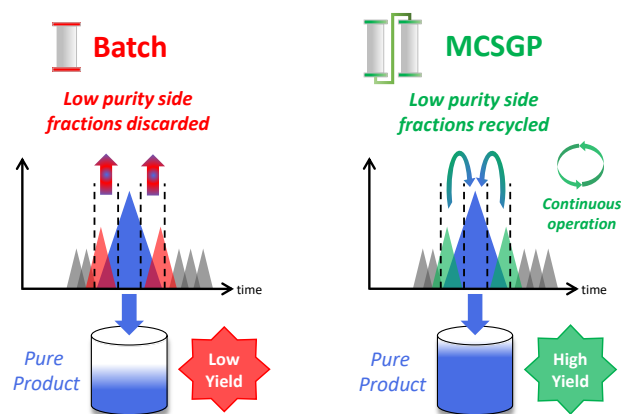 Batch
Low purity side
fractions discarded
time
Pure
Product
Low
Yield
MCSGP
Low purity side
fractions recycled
Continuous
operation
time
Pure
Product
High
Yield